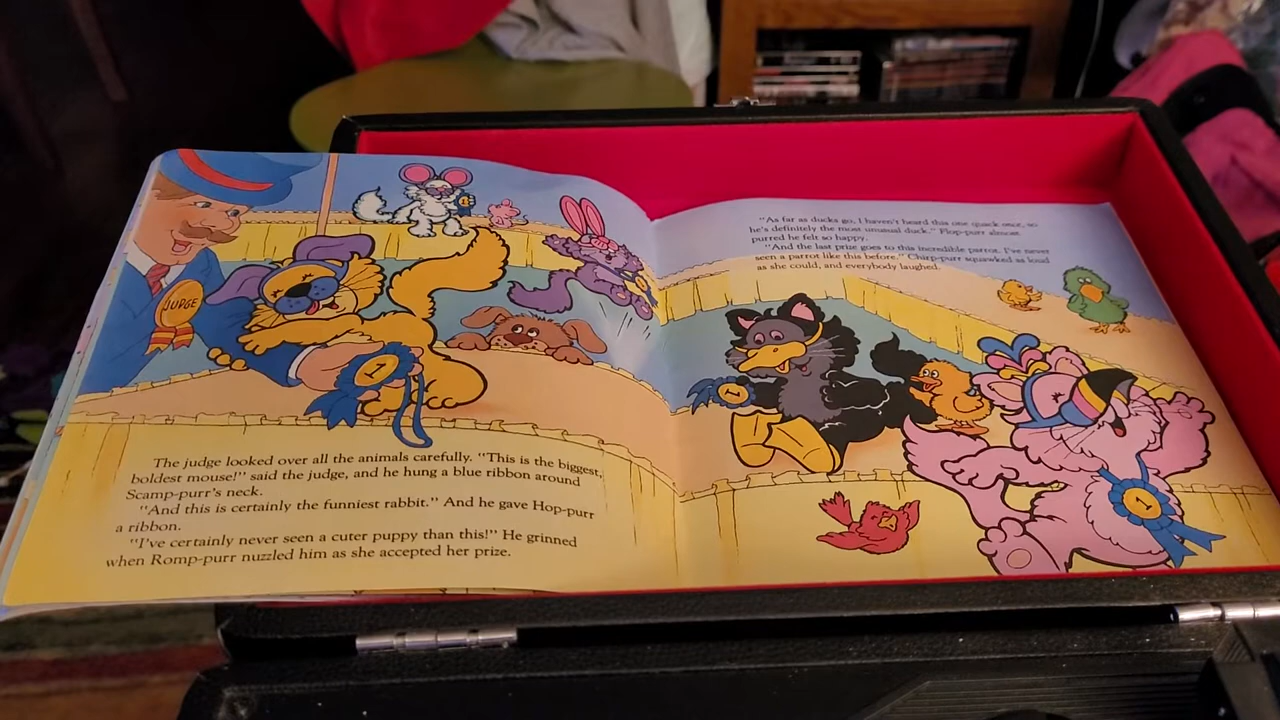 JUDGE
1
The judge looked over all the animals carefully. "This is the biggest,
boldest mouse!" said the judge, and he hung a blue ribbon around
Scamp-purr's neck.
"And this is certainly the funniest rabbit." And he gave Hop-purr
a ribbon.
"I've certainly never seen a cuter puppy than this!" He grinned
when Romp-purr nuzzled him as she accepted her prize.
"As far as ducks go, I haven't heard this one quack once, so
he's definitely the most unusual duck." Flop-purr almost
purred he felt so happy.
"And the last prize goes to this incredible parrot. I've never
seen a parrot like this before." Chirp-purr squawked as loud
as she could, and everybody laughed.
1
1